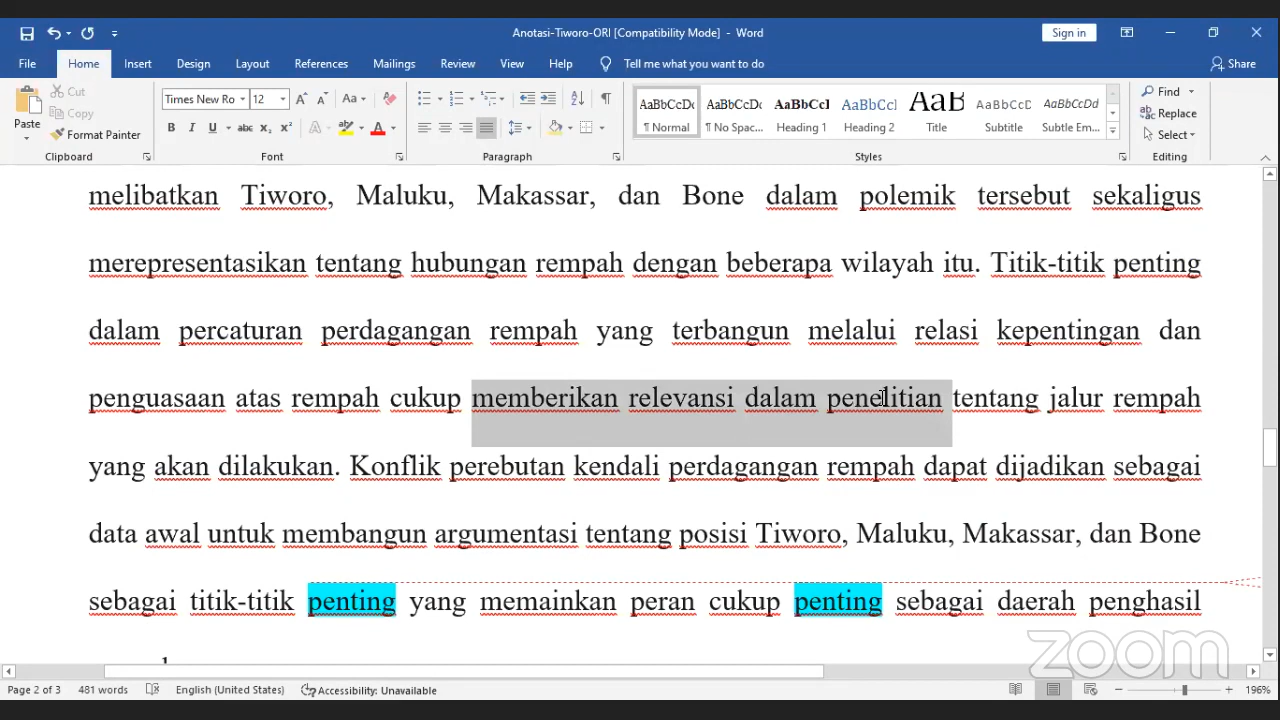 Anotasi-Tiworo-ORI [Compatibility Mode] - Word
Sign in
File Home Insert Design Layout References Mailings Review View Help Tell me what you want to do
Share
Paste
Cut
Copy
Format Painter
Clipboard
Times New Ro 12
Aa
B I U abc x₂ x²
A
Font
Paragraph
AaBbCcDc AaBbCcDc AaBbCcI AaBbCcI AaB AaBbCcD AaBbCcDd
¶ Normal ¶ No Spac... Heading 1 Heading 2 Title Subtitle Subtle Em...
Styles
Find
Replace
Select
Editing
melibatkan Tiworo, Maluku, Makassar, dan Bone dalam polemik tersebut sekaligus
merepresentasikan tentang hubungan rempah dengan beberapa wilayah itu. Titik-titik penting
dalam percaturan perdagangan rempah yang terbangun melalui relasi kepentingan dan
penguasaan atas rempah cukup memberikan relevansi dalam penelitian tentang jalur rempah
yang akan dilakukan. Konflik perebutan kendali perdagangan rempah dapat dijadikan sebagai
data awal untuk membangun argumentasi tentang posisi Tiworo, Maluku, Makassar, dan Bone
sebagai titik-titik penting yang memainkan peran cukup penting sebagai daerah penghasil
zoom
Page 2 of 3 481 words English (United States) Accessibility: Unavailable 196%